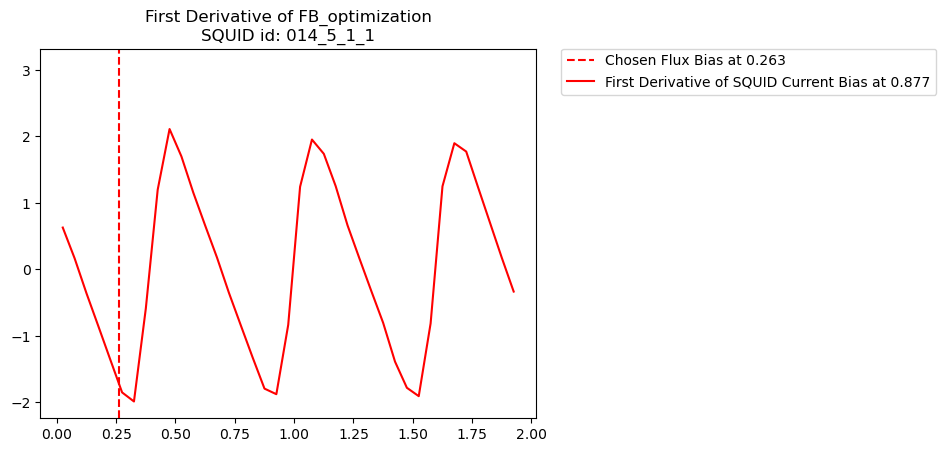 First Derivative of FB_optimization
SQUID id: 014_5_1_1
Chosen Flux Bias at 0.263
First Derivative of SQUID Current Bias at 0.877
3
2
1
0
−1
−2
0.00 0.25 0.50 0.75 1.00 1.25 1.50 1.75 2.00